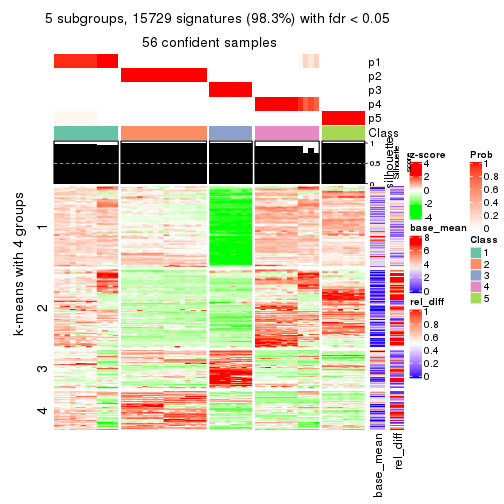 5 subgroups, 15729 signatures (98.3%) with fdr < 0.05
56 confident samples
p1
p2
p3
p4
p5
Class
1
0.5
0
silhouette
Silhouette
score
k-means with 4 groups
1
2
3
4
base_mean
rel_diff
z-score
4
2
0
-2
-4
base_mean
8
6
4
2
0
rel_diff
1
0.8
0.6
0.4
0.2
0
Prob
1
0.8
0.6
0.4
0.2
0
Class
1
2
3
4
5